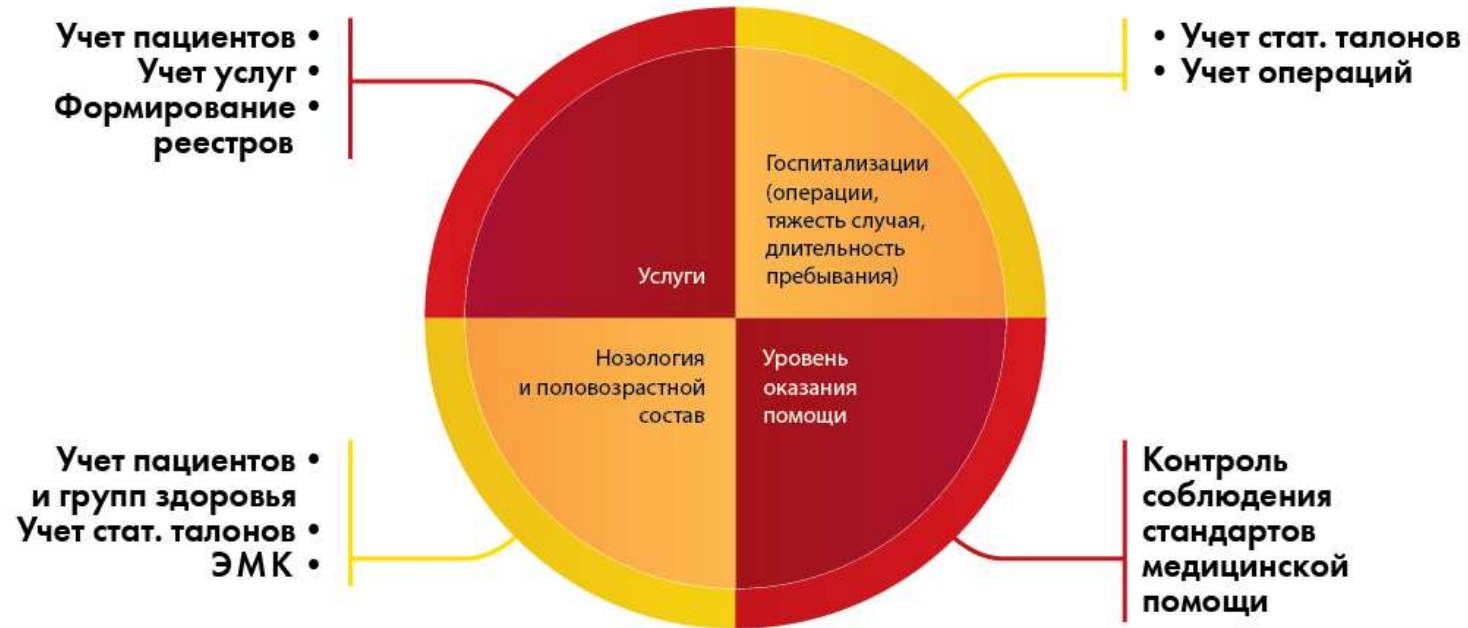 Учет пациентов •
Учет услуг •
Формирование •
реестров
• Учет стат. талонов
• Учет операций
Услуги
Госпитализации
(операции,
тяжесть случая,
длительность
пребывания)
Нозология
и половозрастной
состав
Уровень
оказания
помощи
Учет пациентов •
и групп здоровья
Учет стат. талонов •
ЭМК •
Контроль
соблюдения
стандартов
медицинской
помощи